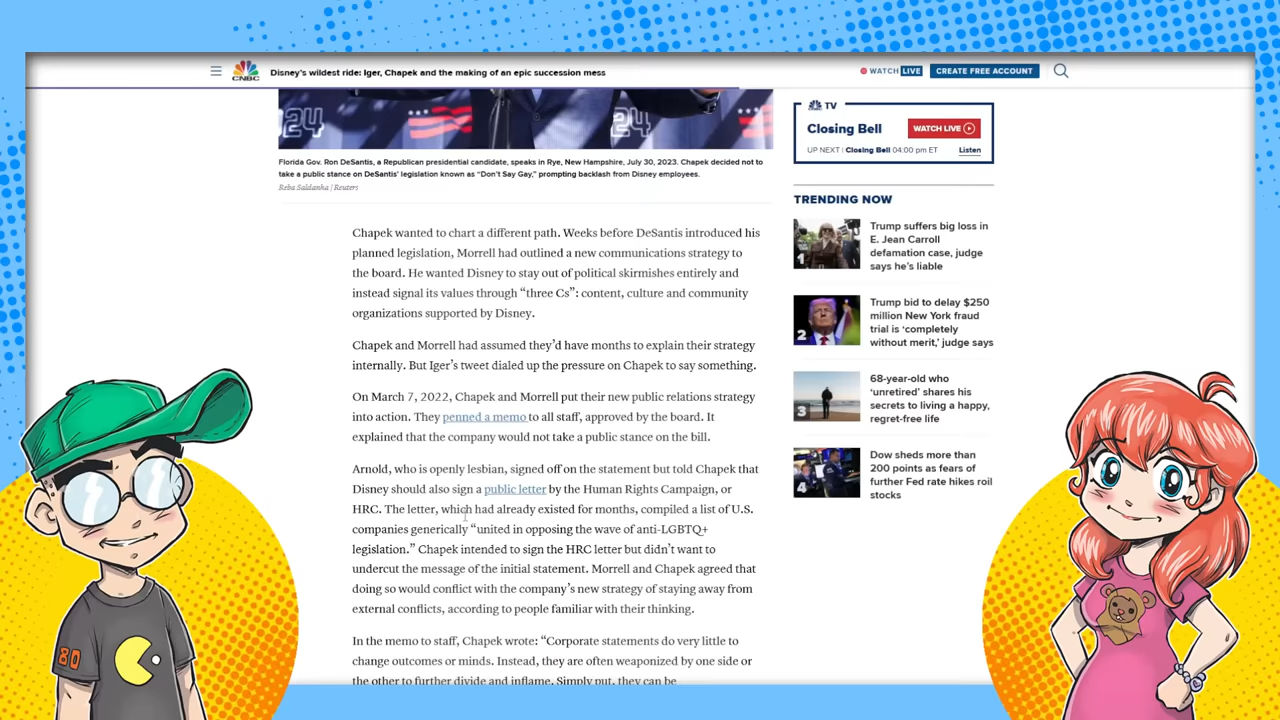 CNBC
Disney's wildest ride: Iger, Chapek and the making of an epic succession mess
WATCH LIVE
CREATE FREE ACCOUNT
24
24
Florida Gov. Ron DeSantis, a Republican presidential candidate, speaks in Rye, New Hampshire, July 30, 2023. Chapek decided not to
take a public stance on DeSantis' legislation known as “Don't Say Gay,” prompting backlash from Disney employees.
Reba Saldanha | Reuters
Chapek wanted to chart a different path. Weeks before DeSantis introduced his
planned legislation, Morrell had outlined a new communications strategy to
the board. He wanted Disney to stay out of political skirmishes entirely and
instead signal its values through “three Cs”: content, culture and community
organizations supported by Disney.
Chapek and Morrell had assumed they'd have months to explain their strategy
internally. But Iger's tweet dialed up the pressure on Chapek to say something.
On March 7, 2022, Chapek and Morrell put their new public relations strategy
into action. They penned a memo to all staff, approved by the board. It
explained that the company would not take a public stance on the bill.
Arnold, who is openly lesbian, signed off on the statement but told Chapek that
Disney should also sign a public letter by the Human Rights Campaign, or
HRC. The letter, which had already existed for months, compiled a list of U.S.
companies generically “united in opposing the wave of anti-LGBTQ+
legislation.” Chapek intended to sign the HRC letter but didn't want to
undercut the message of the initial statement. Morrell and Chapek agreed that
doing so would conflict with the company's new strategy of staying away from
external conflicts, according to people familiar with their thinking.
In the memo to staff, Chapek wrote: “Corporate statements do very little to
change outcomes or minds. Instead, they are often weaponized by one side or
the other to further divide and inflame. Simply put, they can be
TV
Closing Bell
WATCH LIVE
UP NEXT | Closing Bell 04:00 pm ET
Listen
TRENDING NOW
1
Trump suffers big loss in
E. Jean Carroll
defamation case, judge
says he's liable
2
Trump bid to delay $250
million New York fraud
trial is ‘completely
without merit,’ judge says
3
68-year-old who
‘unretired’ shares his
secrets to living a happy,
regret-free life
4
Dow sheds more than
200 points as fears of
further Fed rate hikes roil
stocks
80